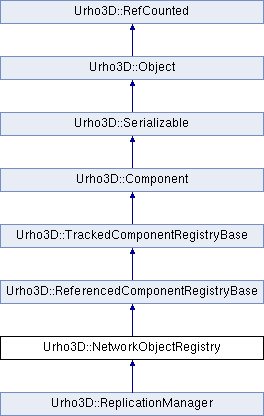 Urho3D::RefCounted
Urho3D::Object
Urho3D::Serializable
Urho3D::Component
Urho3D::TrackedComponentRegistryBase
Urho3D::ReferencedComponentRegistryBase
Urho3D::NetworkObjectRegistry
Urho3D::ReplicationManager